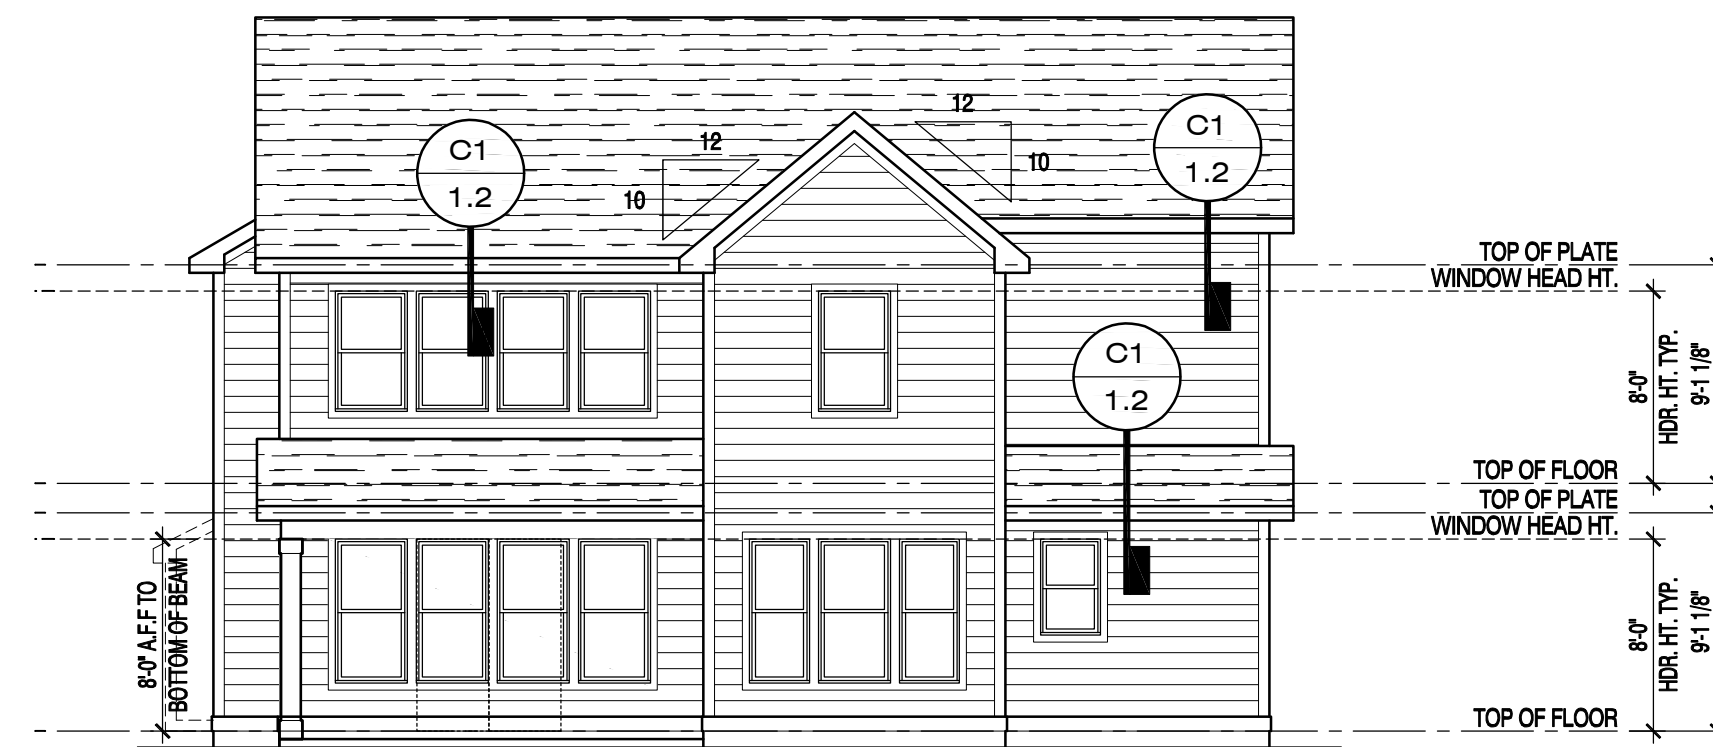 12
12
C1
1.2
10
10
C1
1.2
TOP OF PLATE
WINDOW HEAD HT.
C1
1.2
8'-0"
HDR. HT. TYP.
9'-1 1/8"
TOP OF FLOOR
TOP OF PLATE
WINDOW HEAD HT.
8'-0" A.F.F TO
BOTTOM OF BEAM
8'-0"
HDR. HT. TYP.
9'-1 1/8"
TOP OF FLOOR